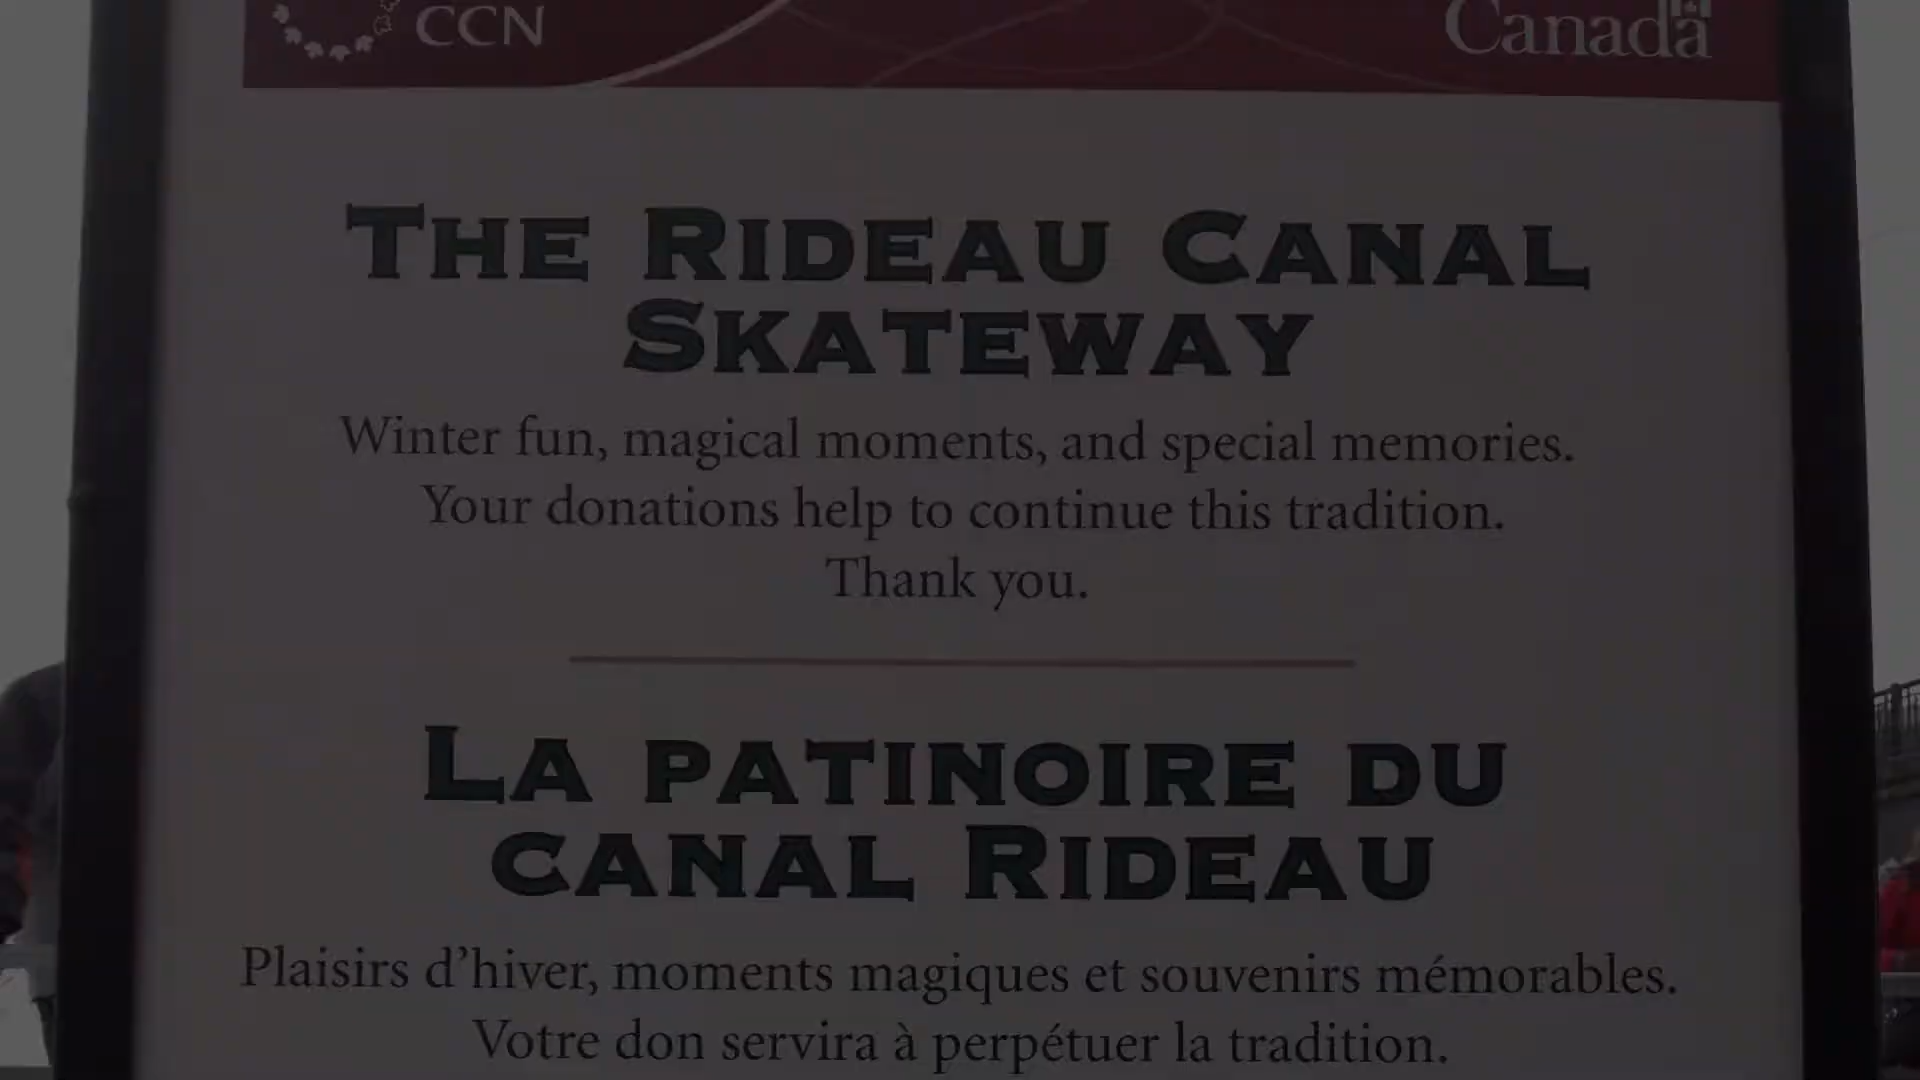 CCN
Canada
THE RIDEAU CANAL
SKATEWAY
Winter fun, magical moments, and special memories.
Your donations help to continue this tradition.
Thank you.
LA PATINOIRE DU
CANAL RIDEAU
Plaisirs d’hiver, moments magiques et souvenirs mémorables.
Votre don servira à perpétuer la tradition.